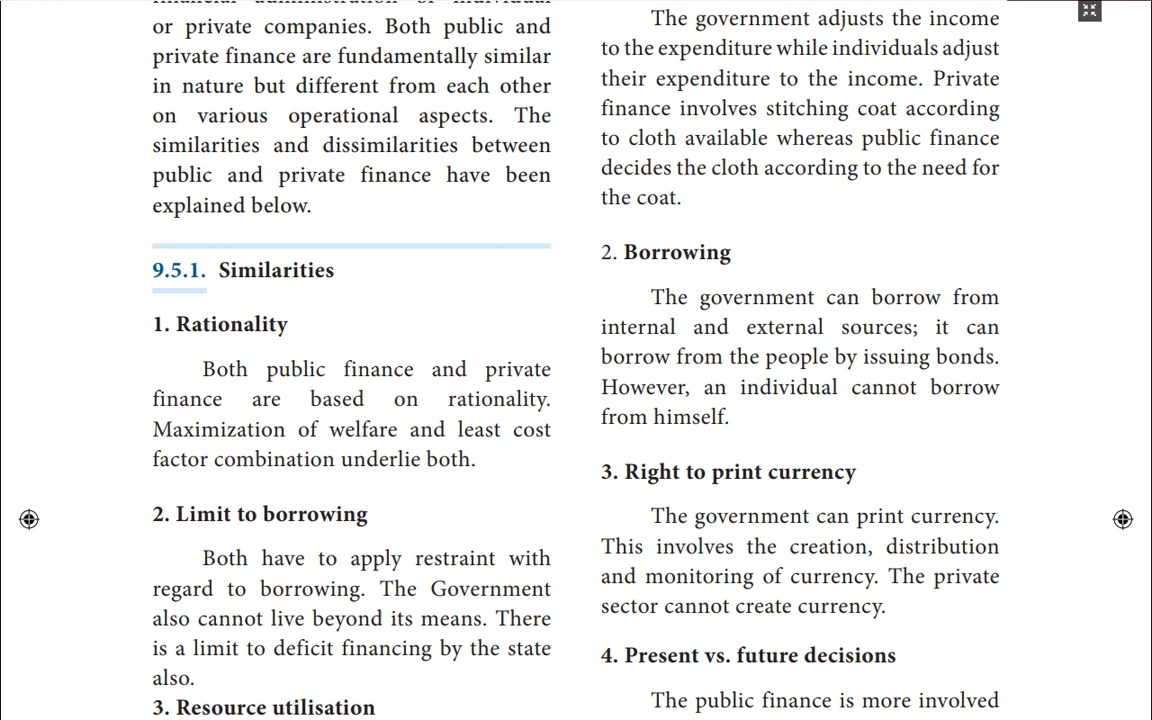 financial administration of individual
or private companies. Both public and
private finance are fundamentally similar
in nature but different from each other
on various operational aspects. The
similarities and dissimilarities between
public and private finance have been
explained below.
9.5.1. Similarities
1. Rationality
Both public finance and private
finance are based on rationality.
Maximization of welfare and least cost
factor combination underlie both.
2. Limit to borrowing
Both have to apply restraint with
regard to borrowing. The Government
also cannot live beyond its means. There
is a limit to deficit financing by the state
also.
3. Resource utilisation
The government adjusts the income
to the expenditure while individuals adjust
their expenditure to the income. Private
finance involves stitching coat according
to cloth available whereas public finance
decides the cloth according to the need for
the coat.
2. Borrowing
The government can borrow from
internal and external sources; it can
borrow from the people by issuing bonds.
However, an individual cannot borrow
from himself.
3. Right to print currency
The government can print currency.
This involves the creation, distribution
and monitoring of currency. The private
sector cannot create currency.
4. Present vs. future decisions
The public finance is more involved